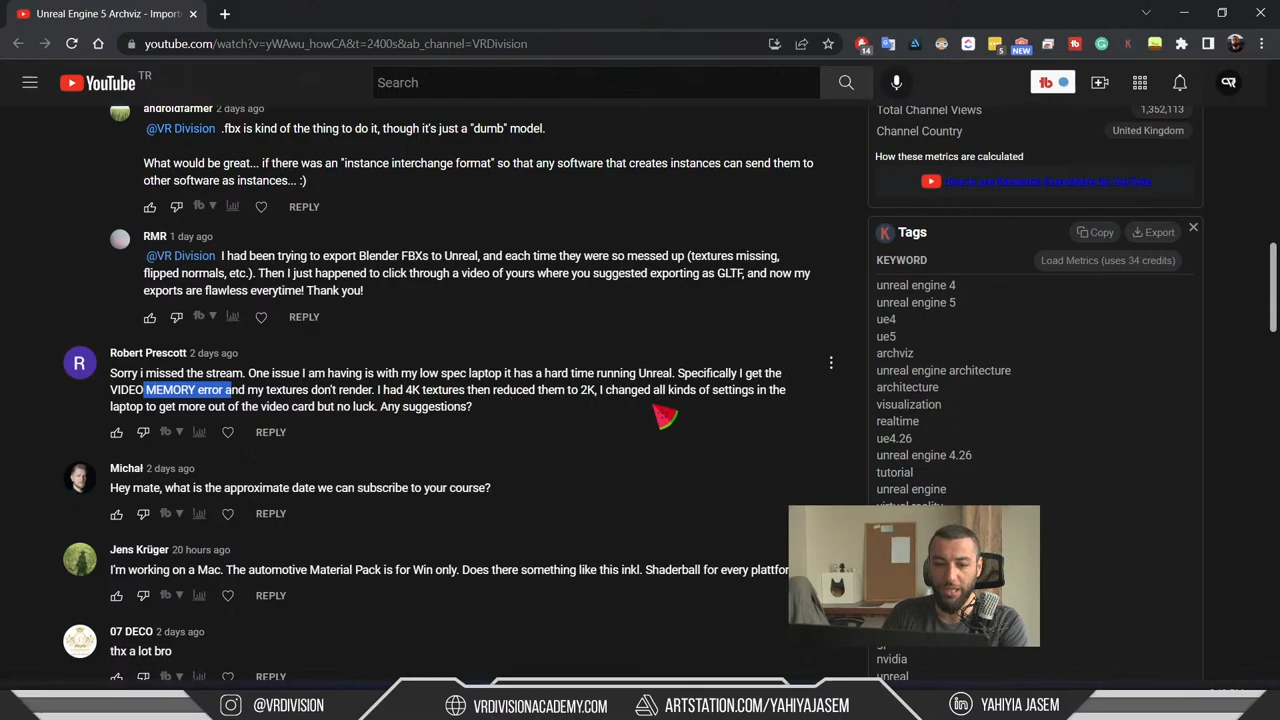 Unreal Engine 5 Archviz - Import
youtube.com/watch?v=yWAwu_howCA&t=2400s&ab_channel=VRDivision
14
5
NEW
YouTube TR
Search
androidfarmer 2 days ago
@VR Division .fbx is kind of the thing to do it, though it's just a "dumb" model.
What would be great... if there was an "instance interchange format" so that any software that creates instances can send them to
other software as instances... :)
REPLY
RMR 1 day ago
@VR Division I had been trying to export Blender FBXs to Unreal, and each time they were so messed up (textures missing,
flipped normals, etc.). Then I just happened to click through a video of yours where you suggested exporting as GLTF, and now my
exports are flawless everytime! Thank you!
REPLY
R
Robert Prescott 2 days ago
Sorry i missed the stream. One issue I am having is with my low spec laptop it has a hard time running Unreal. Specifically I get the
VIDEO MEMORY error and my textures don't render. I had 4K textures then reduced them to 2K, I changed all kinds of settings in the
laptop to get more out of the video card but no luck. Any suggestions?
REPLY
Michał 2 days ago
Hey mate, what is the approximate date we can subscribe to your course?
REPLY
Jens Krüger 20 hours ago
I'm working on a Mac. The automotive Material Pack is for Win only. Does there something like this inkl. Shaderball for every plattfor
REPLY
07 DECO 2 days ago
thx a lot bro
REPLY
Total Channel Views 1,352,113
Channel Country United Kingdom
How these metrics are calculated
How to use Keywords Everywhere for YouTube
K Tags Copy Export
KEYWORD Load Metrics (uses 34 credits)
unreal engine 4
unreal engine 5
ue4
ue5
archviz
unreal engine architecture
architecture
visualization
realtime
ue4.26
unreal engine 4.26
tutorial
unreal engine
virtual reality
nvidia
unreal
@VRDIVISION
VRDIVISIONACADEMY.COM
ARTSTATION.COM/YAHIYAJASEM
YAHIYIA JASEM